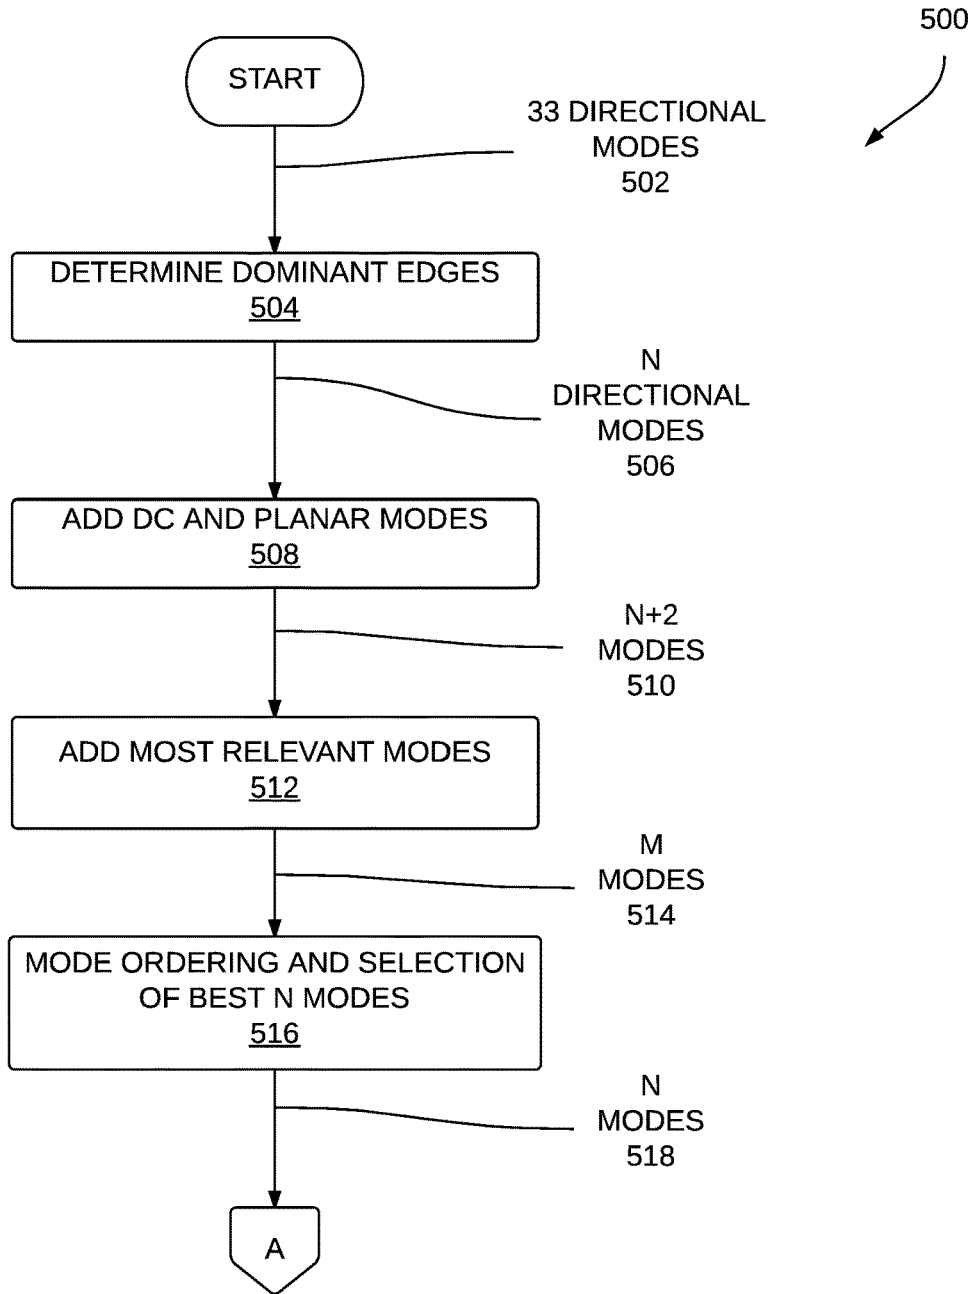 500
START
33 DIRECTIONAL
MODES
502
DETERMINE DOMINANT EDGES
504
N
DIRECTIONAL
MODES
506
ADD DC AND PLANAR MODES
508
N+2
MODES
510
ADD MOST RELEVANT MODES
512
M
MODES
514
MODE ORDERING AND SELECTION
OF BEST N MODES
516
N
MODES
518
A